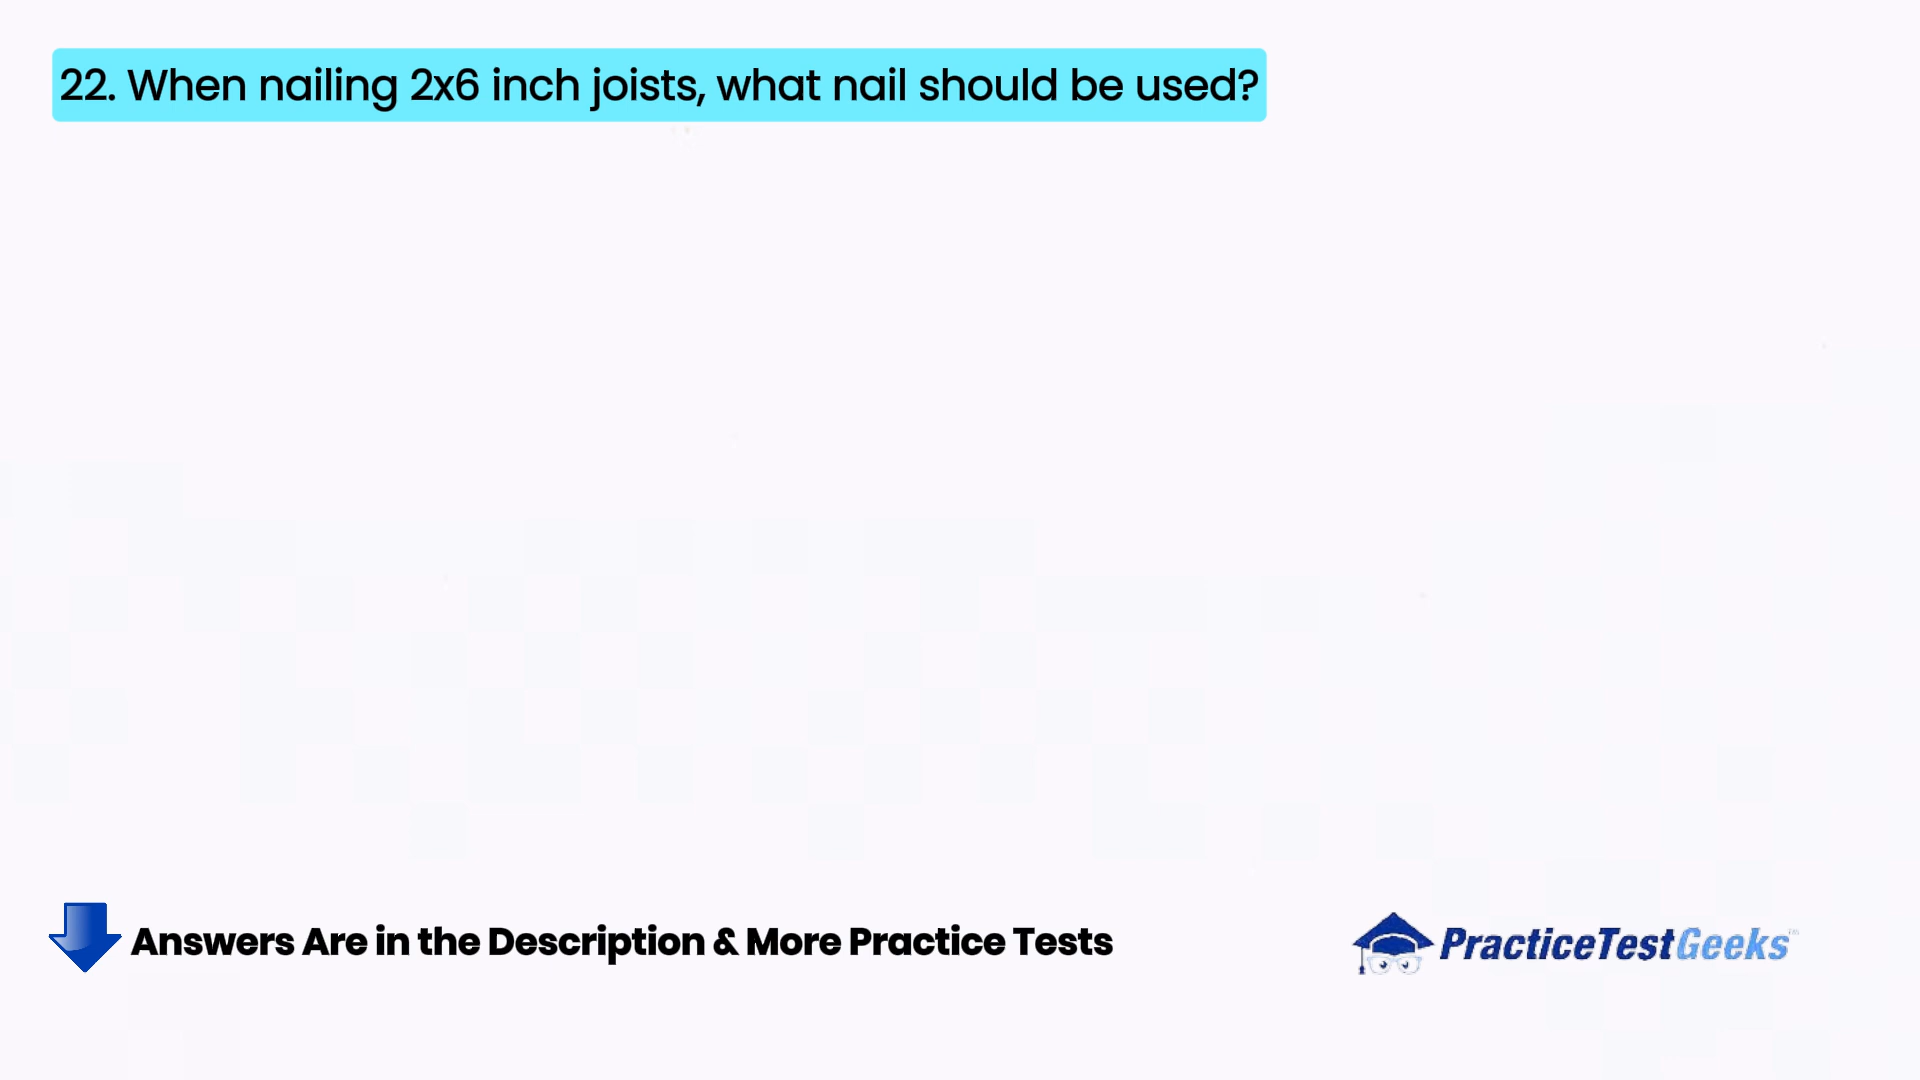 22. When nailing 2x6 inch joists, what nail should be used?
Answers Are in the Description & More Practice Tests
PracticeTestGeeks™